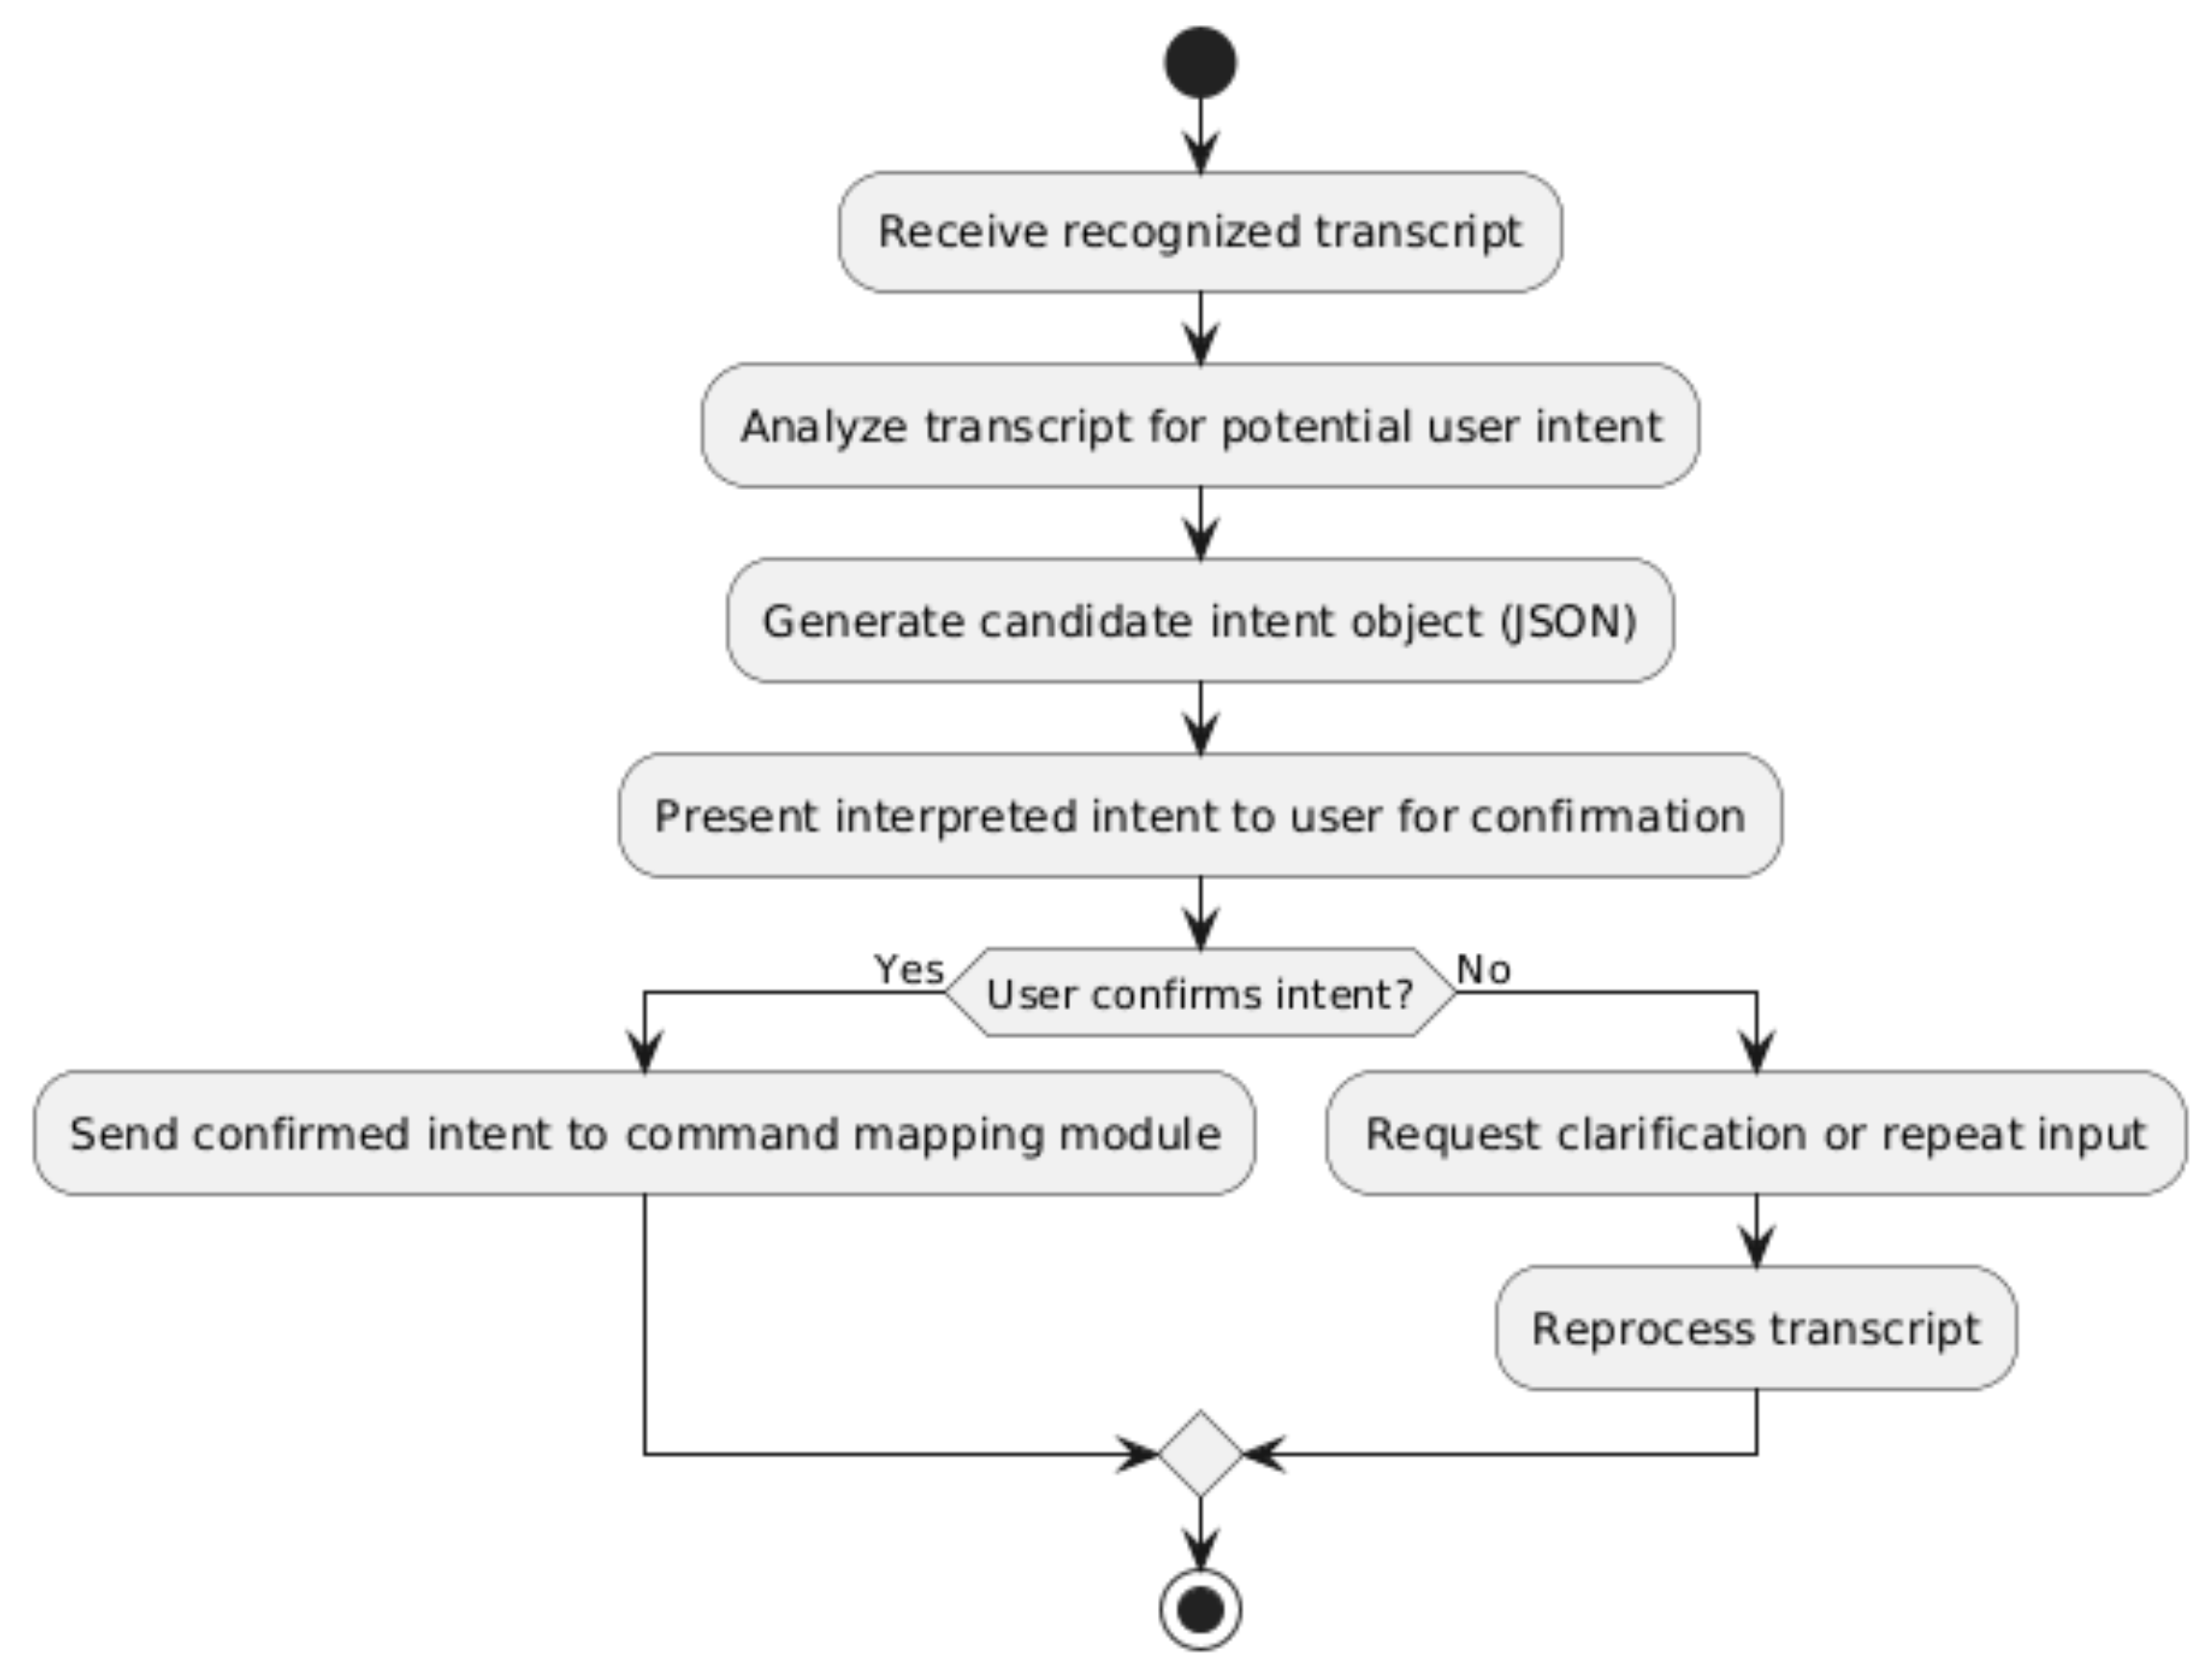 Receive recognized transcript
Analyze transcript for potential user intent
Generate candidate intent object (JSON)
Present interpreted intent to user for confirmation
Yes
User confirms intent?
No
Send confirmed intent to command mapping module
Request clarification or repeat input
Reprocess transcript